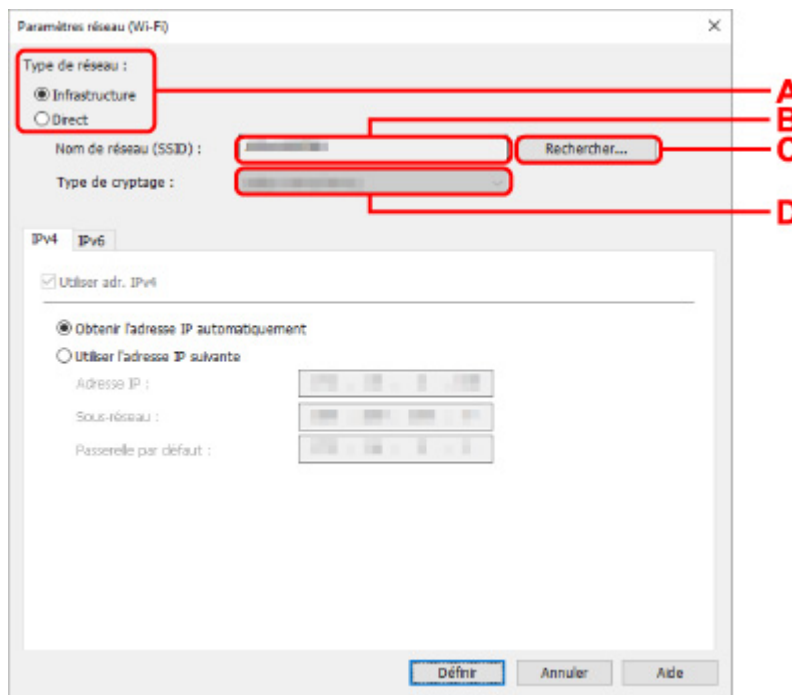 Paramètres réseau (Wi-Fi)
Type de réseau :
Infrastructure
A
Direct
B
Nom de réseau (SSID) :
Rechercher...
C
Type de cryptage :
D
IPv4
IPv6
Utiliser adr. IPv4
Obtenir l'adresse IP automatiquement
Utiliser l'adresse IP suivante
Adresse IP :
Sous-réseau :
Passerelle par défaut :
Définir
Annuler
Aide